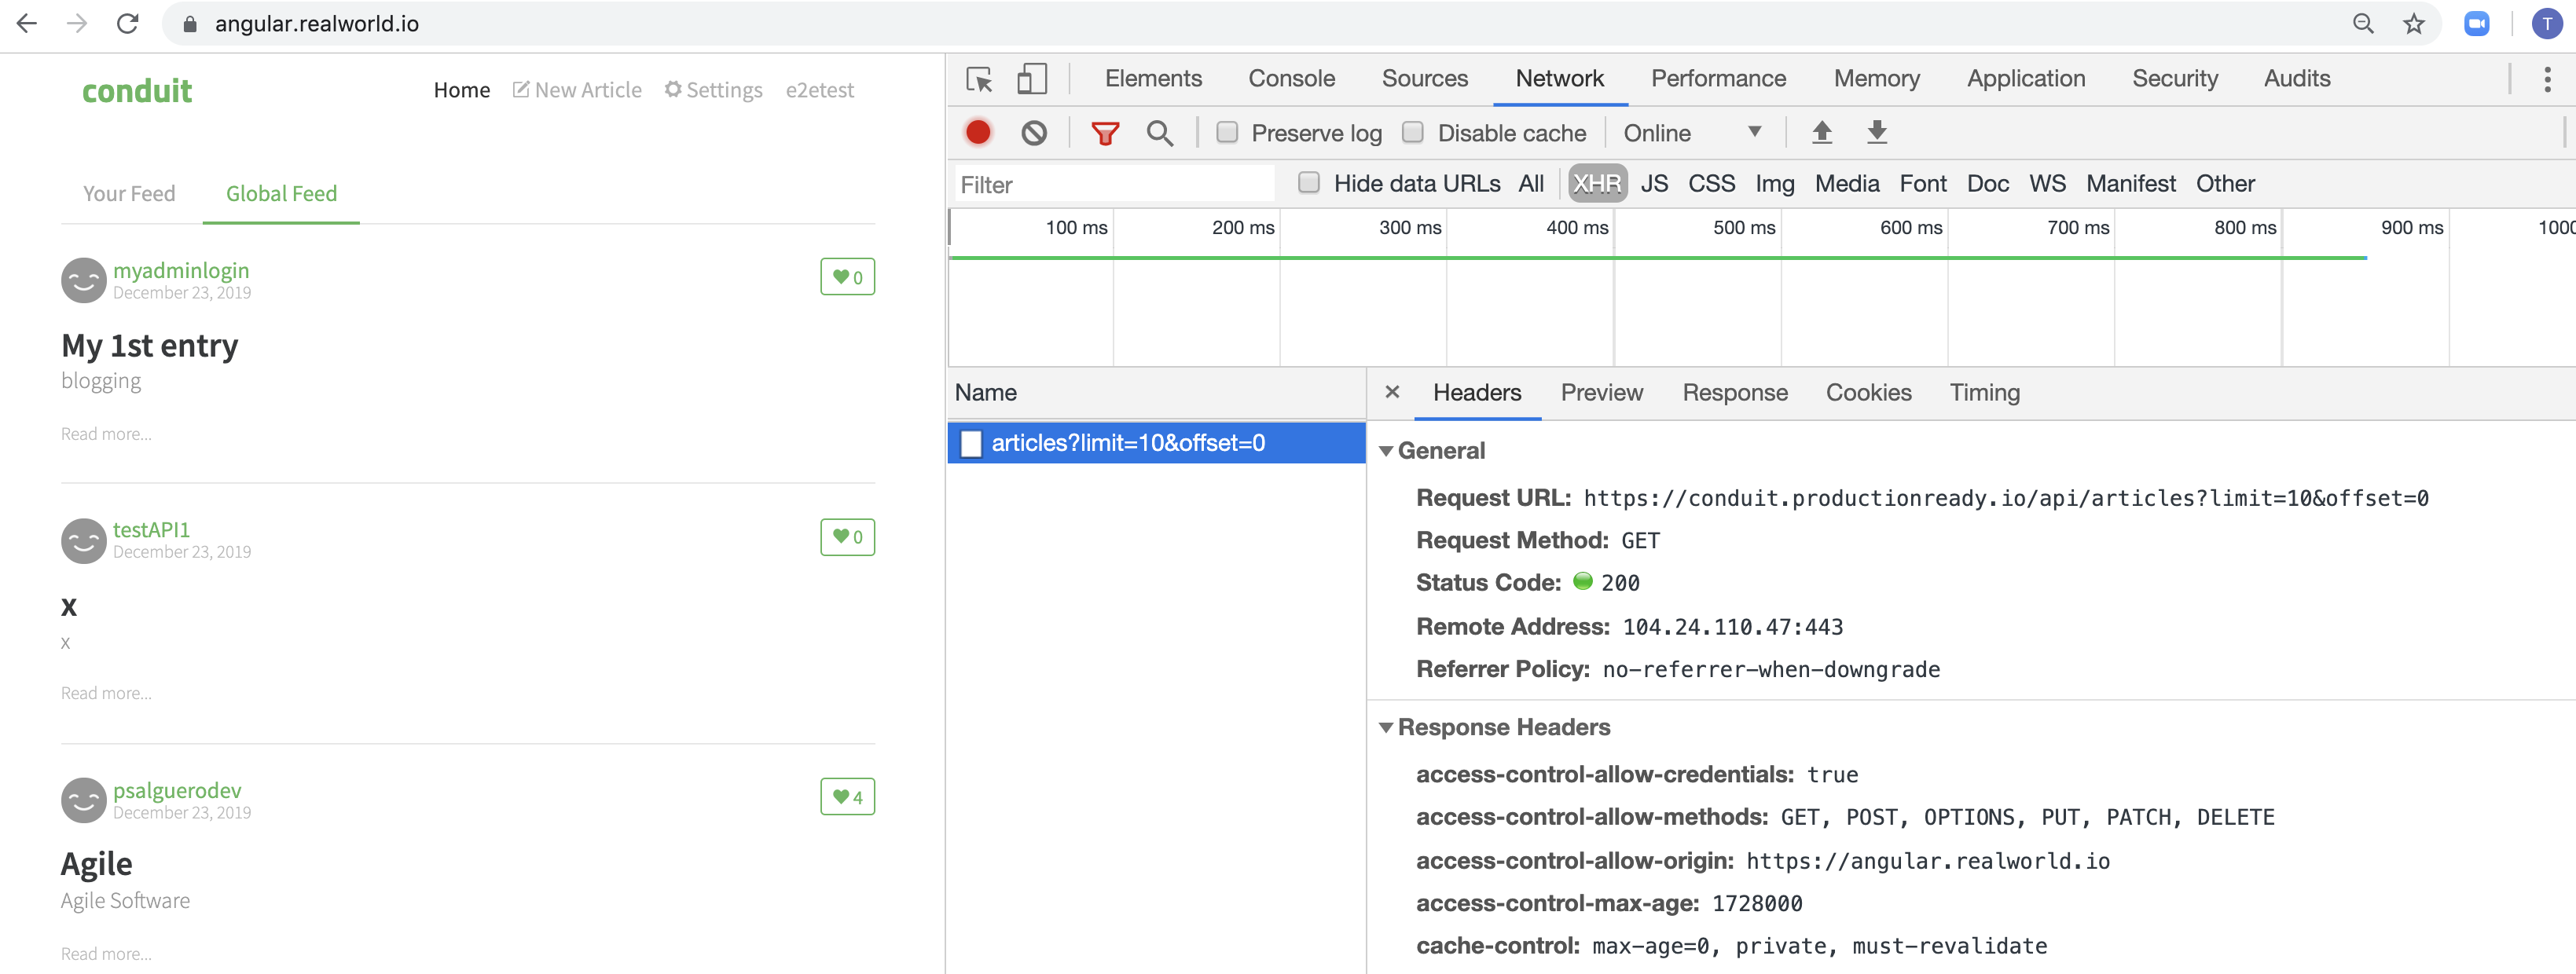 angular.realworld.io
T
conduit
Home New Article Settings e2etest
Your Feed Global Feed
myadminlogin
December 23, 2019
0
My 1st entry
blogging
Read more...
testAPI1
December 23, 2019
0
x
x
Read more...
psalguerodev
December 23, 2019
4
Agile
Agile Software
Read more...
Elements Console Sources Network Performance Memory Application Security Audits
Preserve log Disable cache Online
Filter Hide data URLs All XHR JS CSS Img Media Font Doc WS Manifest Other
100 ms 200 ms 300 ms 400 ms 500 ms 600 ms 700 ms 800 ms 900 ms 100
Name
articles?limit=10&offset=0
× Headers Preview Response Cookies Timing
General
Request URL: https://conduit.productionready.io/api/articles?limit=10&offset=0
Request Method: GET
Status Code: 200
Remote Address: 104.24.110.47:443
Referrer Policy: no-referrer-when-downgrade
Response Headers
access-control-allow-credentials: true
access-control-allow-methods: GET, POST, OPTIONS, PUT, PATCH, DELETE
access-control-allow-origin: https://angular.realworld.io
access-control-max-age: 1728000
cache-control: max-age=0, private, must-revalidate